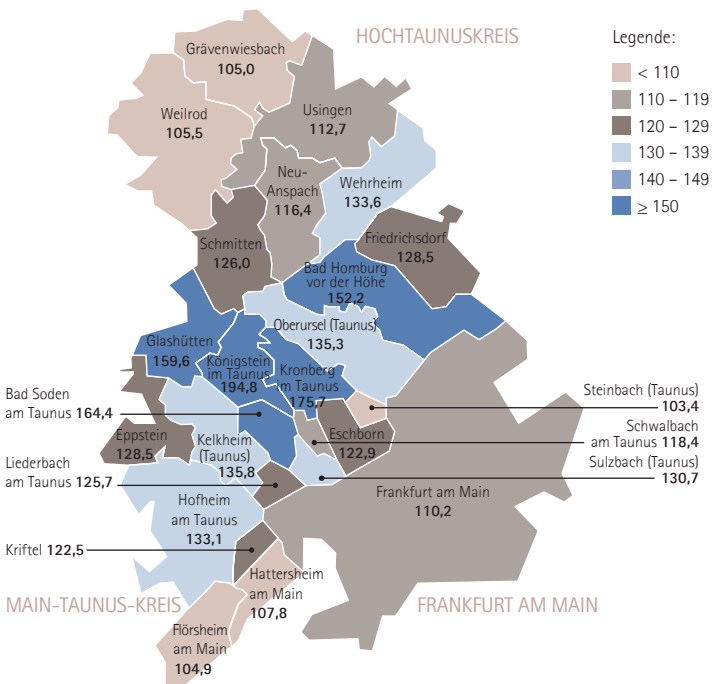 Grävenwiesbach
105,0
HOCHTAUNUSKREIS
Legende:
< 110
110 – 119
120 – 129
130 – 139
140 – 149
≥ 150
Weilrod
105,5
Usingen
112,7
Neu-
Anspach
116,4
Wehrheim
133,6
Schmitten
126,0
Friedrichsdorf
128,5
Bad Homburg
vor der Höhe
152,2
Oberursel (Taunus)
135,3
Glashütten
159,6
Königstein
im Taunus
194,8
Kronberg
im Taunus
175,7
Steinbach (Taunus)
103,4
Bad Soden
am Taunus 164,4
Schwalbach
am Taunus 118,4
Eppstein
128,5
Kelkheim
(Taunus)
135,8
Eschborn
122,9
Sulzbach (Taunus)
130,7
Liederbach
am Taunus 125,7
Frankfurt am Main
110,2
Hofheim
am Taunus
133,1
Kriftel 122,5
Hattersheim
am Main
107,8
MAIN-TAUNUS-KREIS
FRANKFURT AM MAIN
Flörsheim
am Main
104,9